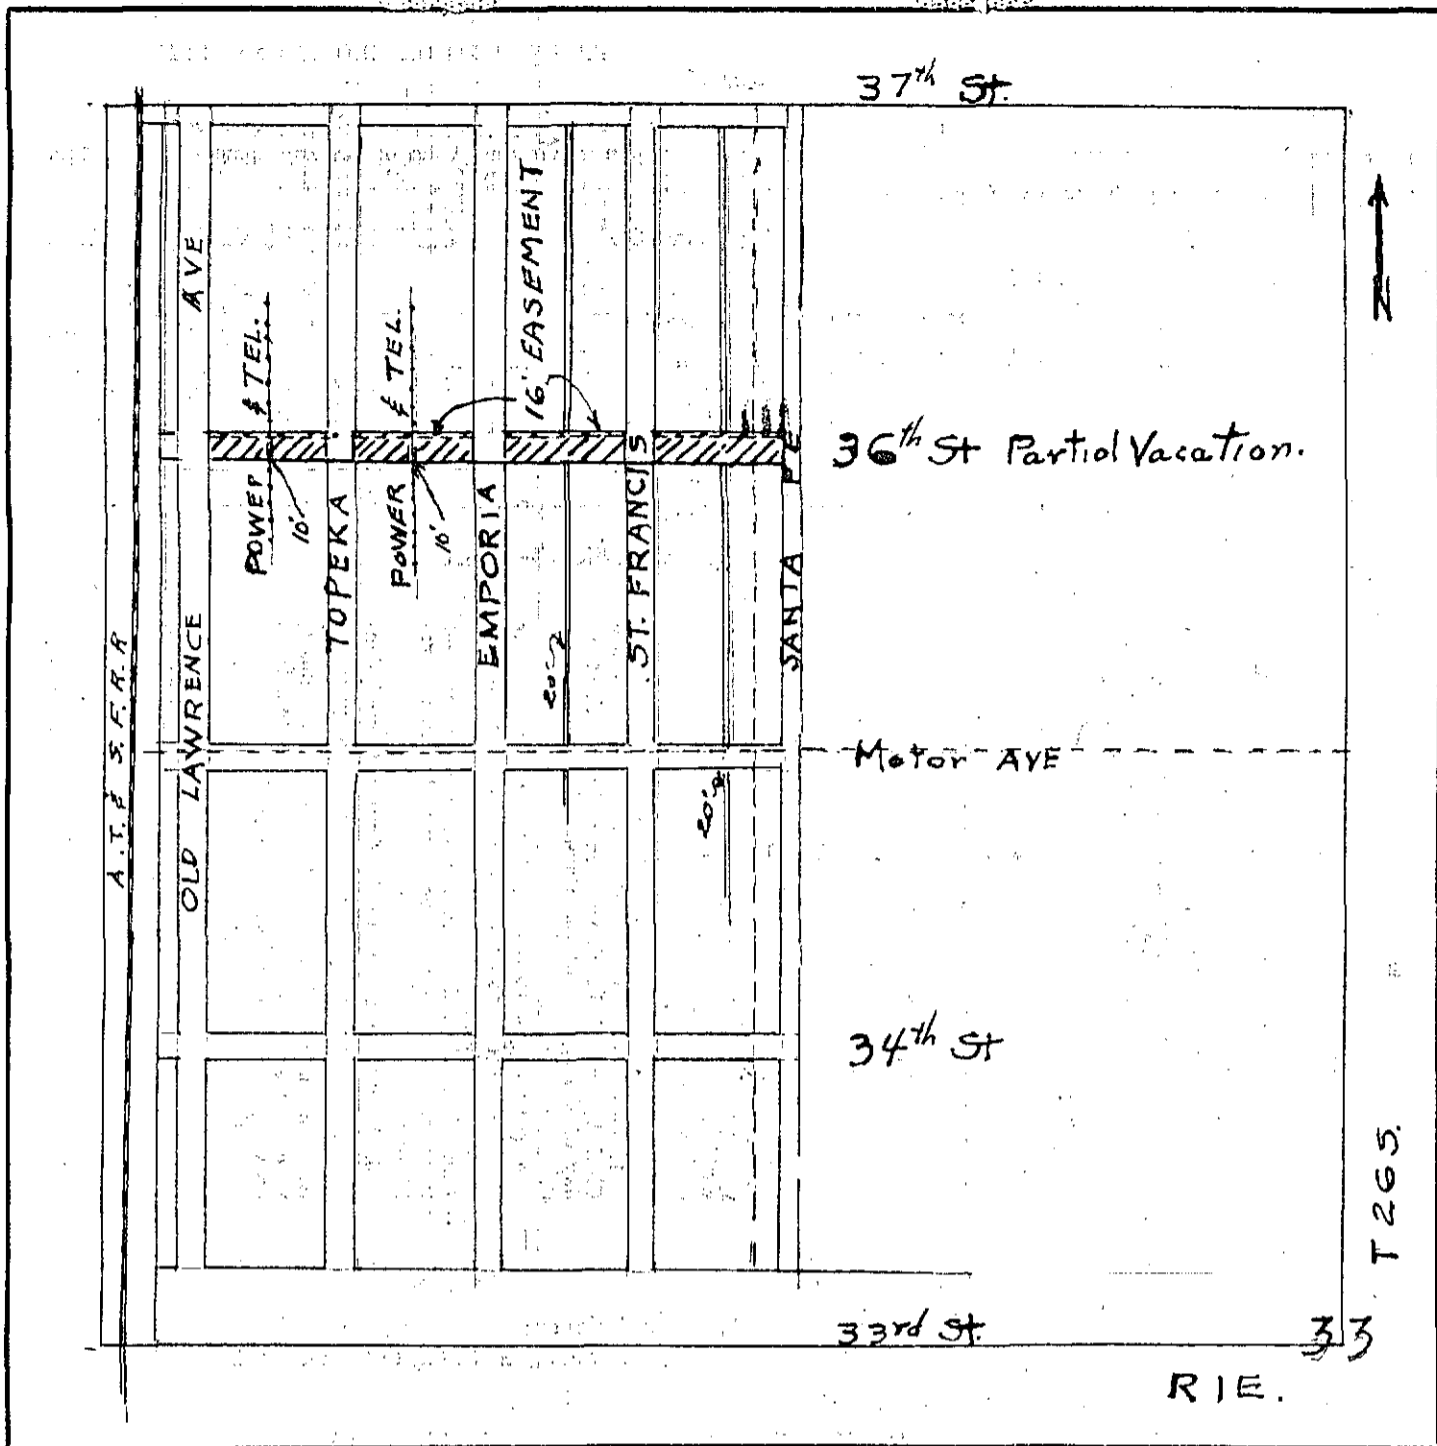 37th St.
AVE
POWER & TEL.
10'
POWER & TEL.
10'
16' EASEMENT
36th St Partial Vacation.
TOPEKA
EMPORIA
ST. FRANCIS
SANTA FE
A.T. & S.F.R.R
OLD LAWRENCE
20'
20'
Motor AVE
34th St
T26S.
33rd St.
33
R1E.
N